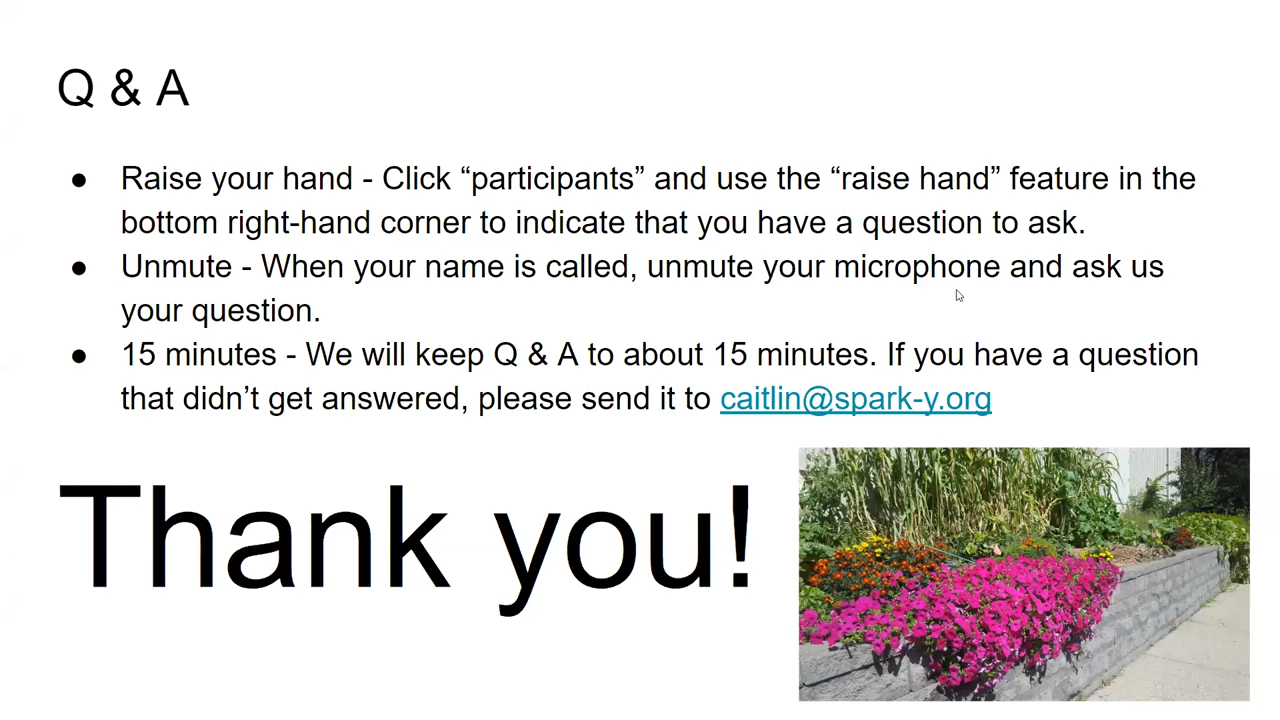 Q & A
● Raise your hand - Click “participants” and use the “raise hand” feature in the
bottom right-hand corner to indicate that you have a question to ask.
● Unmute - When your name is called, unmute your microphone and ask us
your question.
● 15 minutes - We will keep Q & A to about 15 minutes. If you have a question
that didn’t get answered, please send it to caitlin@spark-y.org
Thank you!